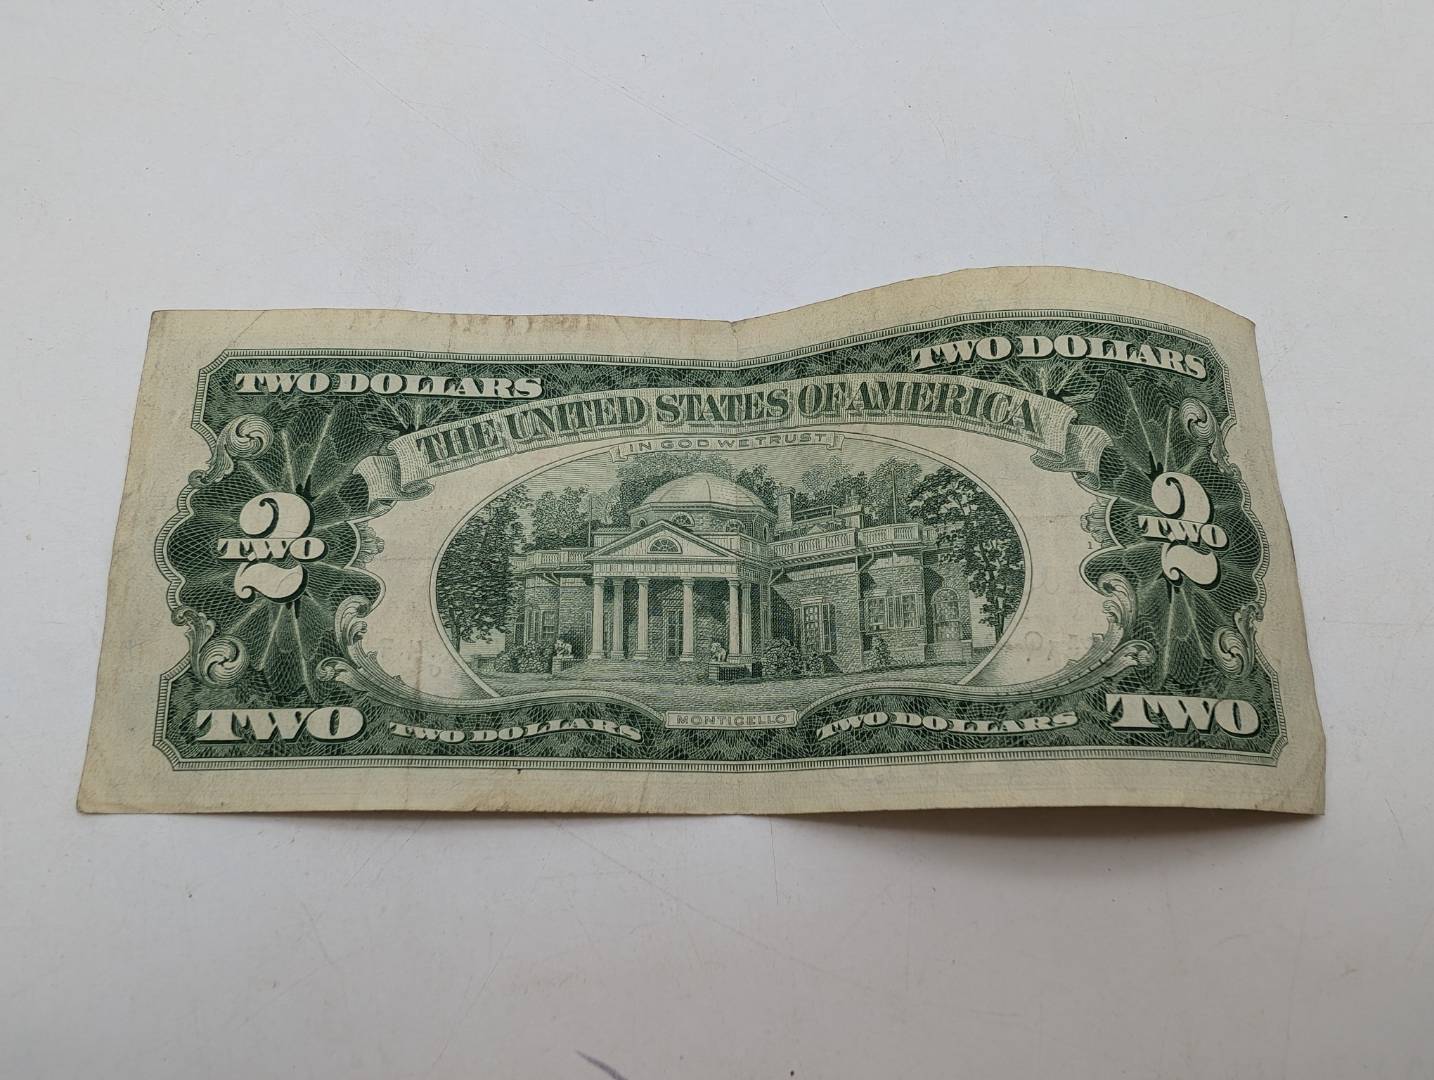 TWO DOLLARS
TWO DOLLARS
THE UNITED STATES OF AMERICA
IN GOD WE TRUST
2
TWO
2
TWO
1
TWO
TWO DOLLARS
MONTICELLO
TWO DOLLARS
TWO